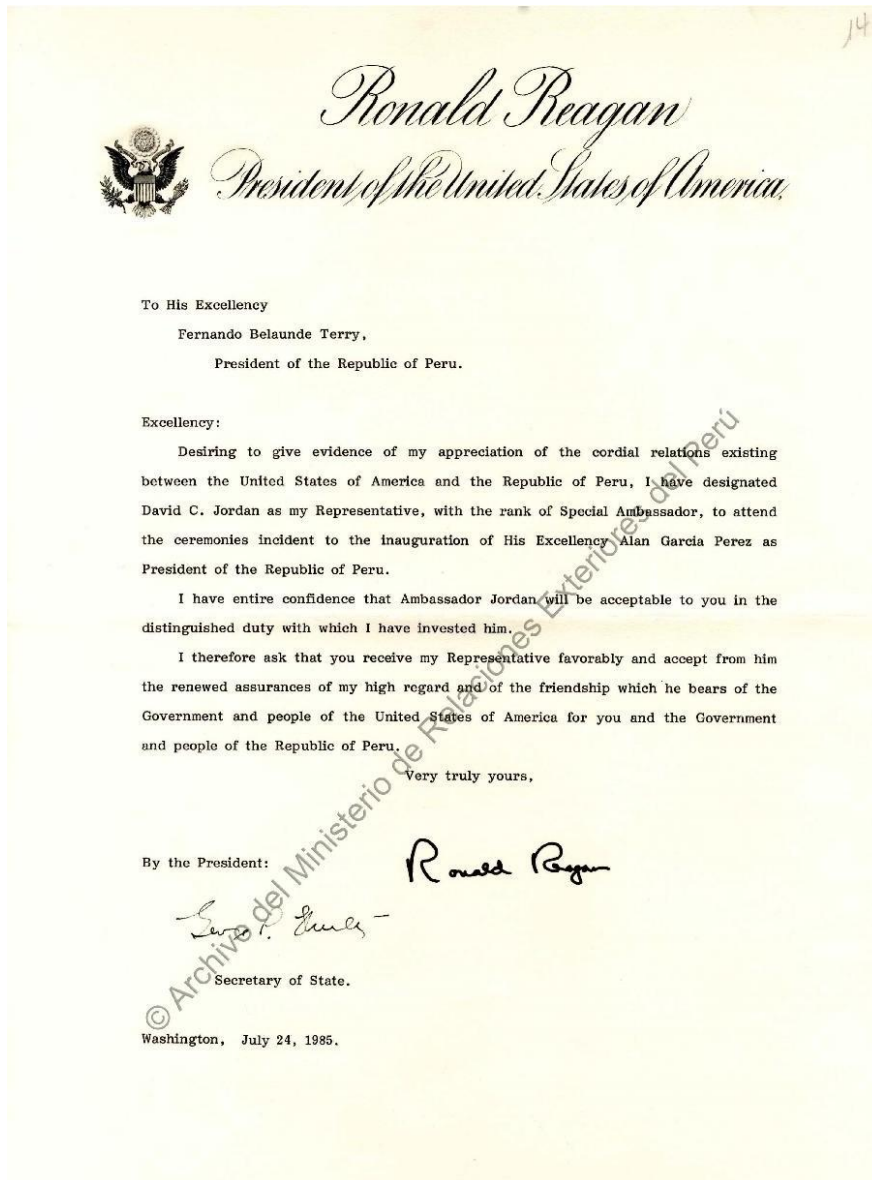 14
Ronald Reagan
President of the United States of America.
To His Excellency
Fernando Belaunde Terry,
President of the Republic of Peru.
Excellency:
Desiring to give evidence of my appreciation of the cordial relations existing
between the United States of America and the Republic of Peru, I have designated
David C. Jordan as my Representative, with the rank of Special Ambassador, to attend
the ceremonies incident to the inauguration of His Excellency Alan Garcia Perez as
President of the Republic of Peru.
I have entire confidence that Ambassador Jordan will be acceptable to you in the
distinguished duty with which I have invested him.
I therefore ask that you receive my Representative favorably and accept from him
the renewed assurances of my high regard and of the friendship which he bears of the
Government and people of the United States of America for you and the Government
and people of the Republic of Peru.
Very truly yours,
By the President:
Ronald Reagan
George P. Shultz
Secretary of State.
Washington, July 24, 1985.
© Archivo del Ministerio de Relaciones Exteriores del Perú